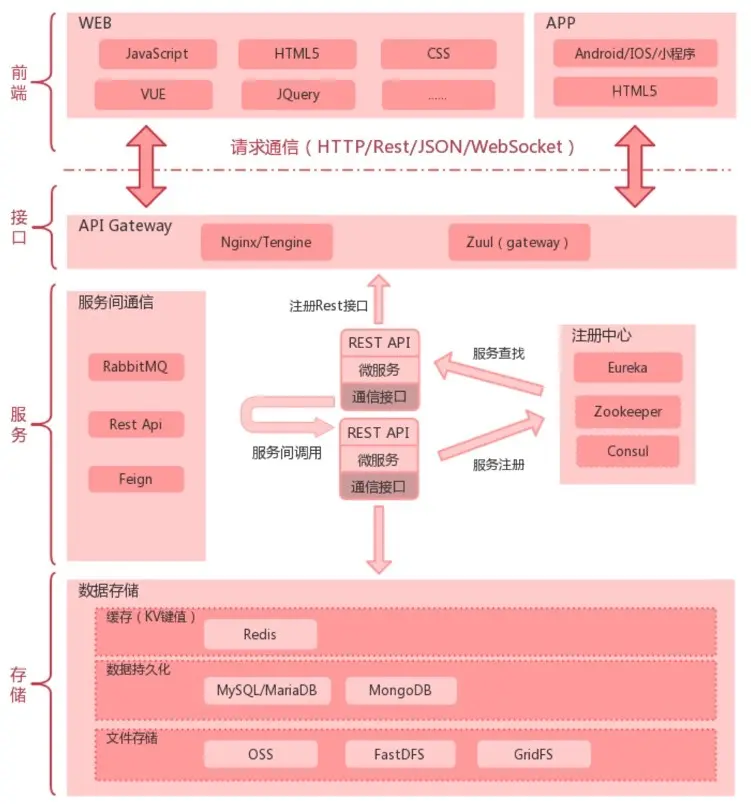 前端
WEB
JavaScript
HTML5
CSS
VUE
JQuery
......
APP
Android/IOS/小程序
HTML5
请求通信（HTTP/Rest/JSON/WebSocket）
接口
API Gateway
Nginx/Tengine
Zuul（gateway）
服务
服务间通信
RabbitMQ
Rest Api
Feign
注册Rest接口
REST API
微服务
通信接口
服务间调用
REST API
微服务
通信接口
服务查找
服务注册
注册中心
Eureka
Zookeeper
Consul
存储
数据存储
缓存（KV键值）
Redis
数据持久化
MySQL/MariaDB
MongoDB
文件存储
OSS
FastDFS
GridFS